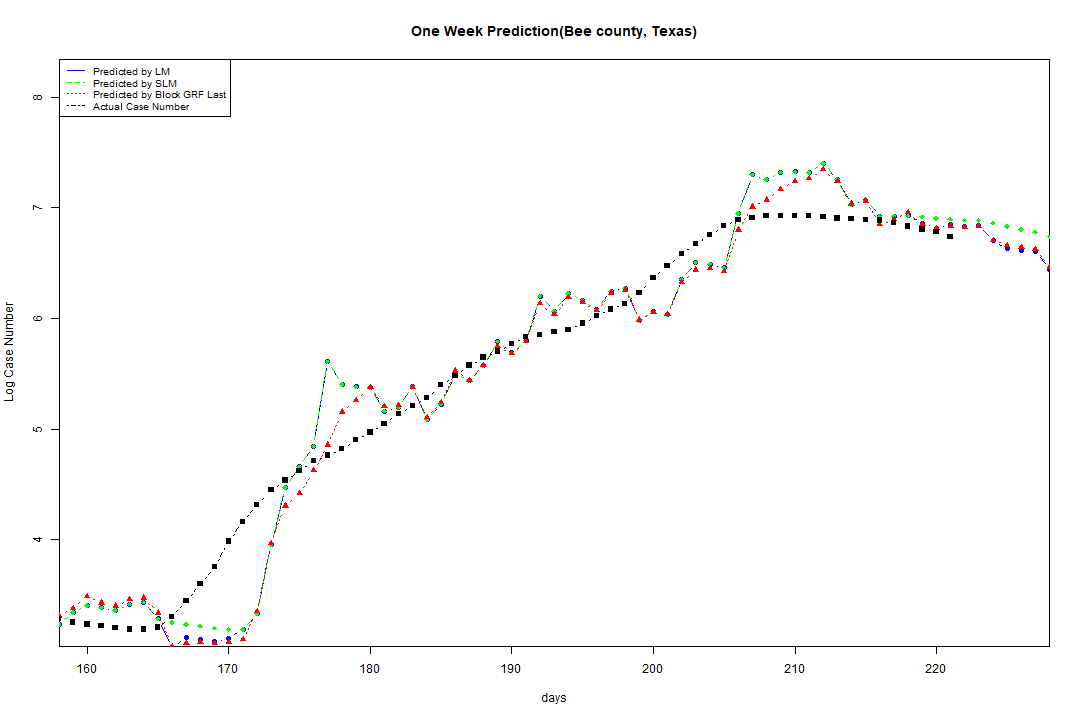 One Week Prediction(Bee county, Texas)
Predicted by LM
Predicted by SLM
Predicted by Block GRF Last
Actual Case Number
8
7
6
5
4
Log Case Number
160 170 180 190 200 210 220
days